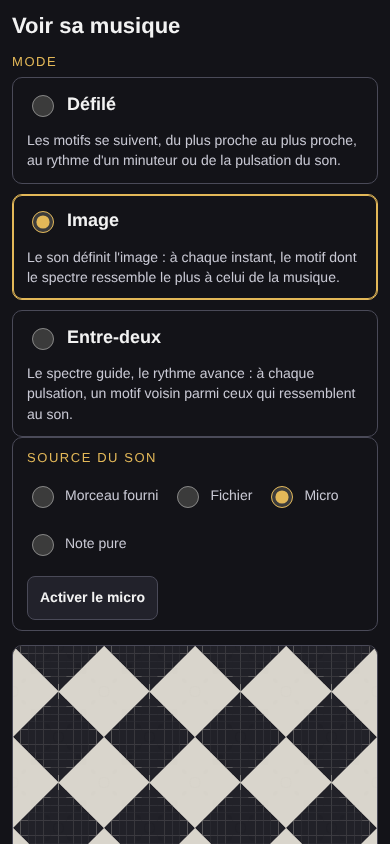 Voir sa musique
MODE
Défilé
Les motifs se suivent, du plus proche au plus proche,
au rythme d'un minuteur ou de la pulsation du son.
Image
Le son définit l'image : à chaque instant, le motif dont
le spectre ressemble le plus à celui de la musique.
Entre-deux
Le spectre guide, le rythme avance : à chaque
pulsation, un motif voisin parmi ceux qui ressemblent
au son.
SOURCE DU SON
Morceau fourni
Fichier
Micro
Note pure
Activer le micro